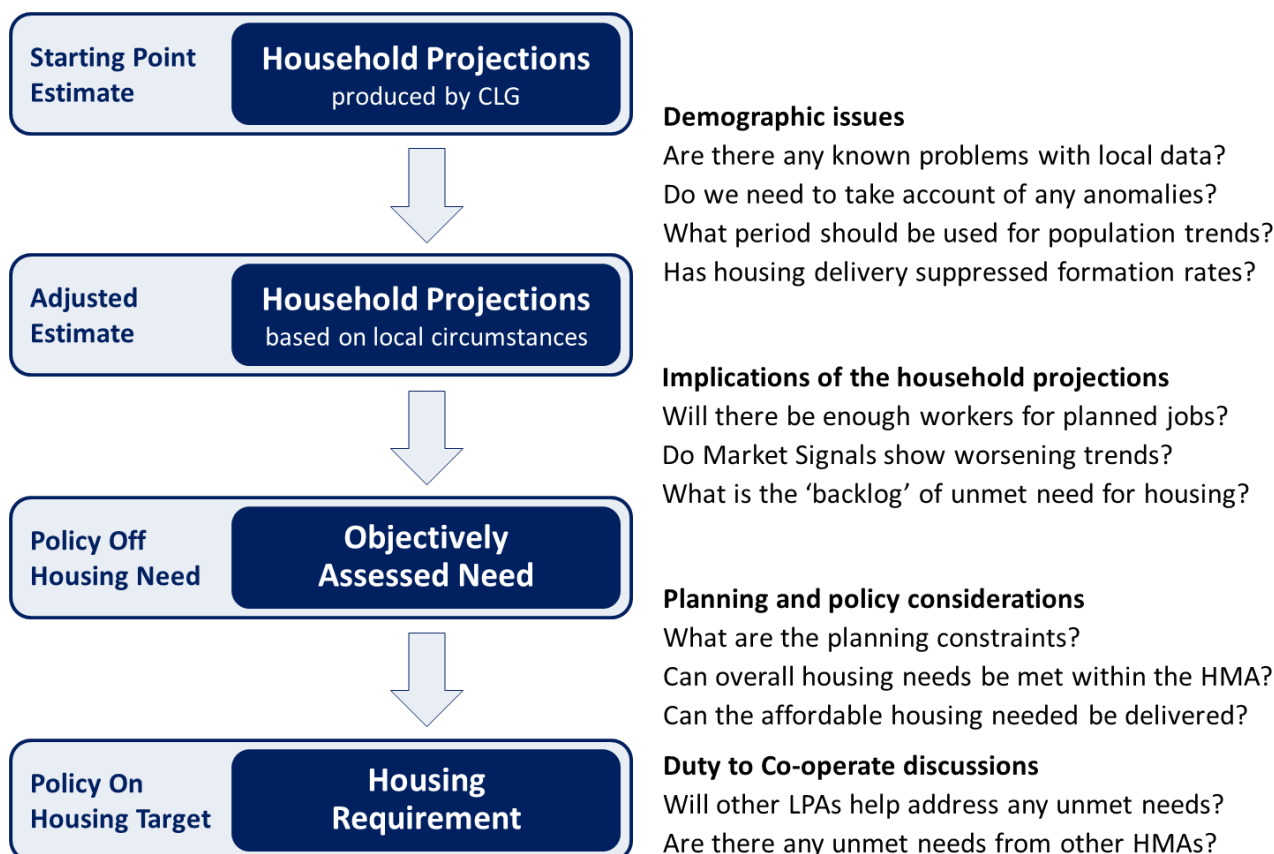 Starting Point
Estimate
Household Projections
produced by CLG
Demographic issues
Are there any known problems with local data?
Do we need to take account of any anomalies?
What period should be used for population trends?
Has housing delivery suppressed formation rates?
Adjusted
Estimate
Household Projections
based on local circumstances
Implications of the household projections
Will there be enough workers for planned jobs?
Do Market Signals show worsening trends?
What is the ‘backlog’ of unmet need for housing?
Policy Off
Housing Need
Objectively
Assessed Need
Planning and policy considerations
What are the planning constraints?
Can overall housing needs be met within the HMA?
Can the affordable housing needed be delivered?
Policy On
Housing Target
Housing
Requirement
Duty to Co-operate discussions
Will other LPAs help address any unmet needs?
Are there any unmet needs from other HMAs?